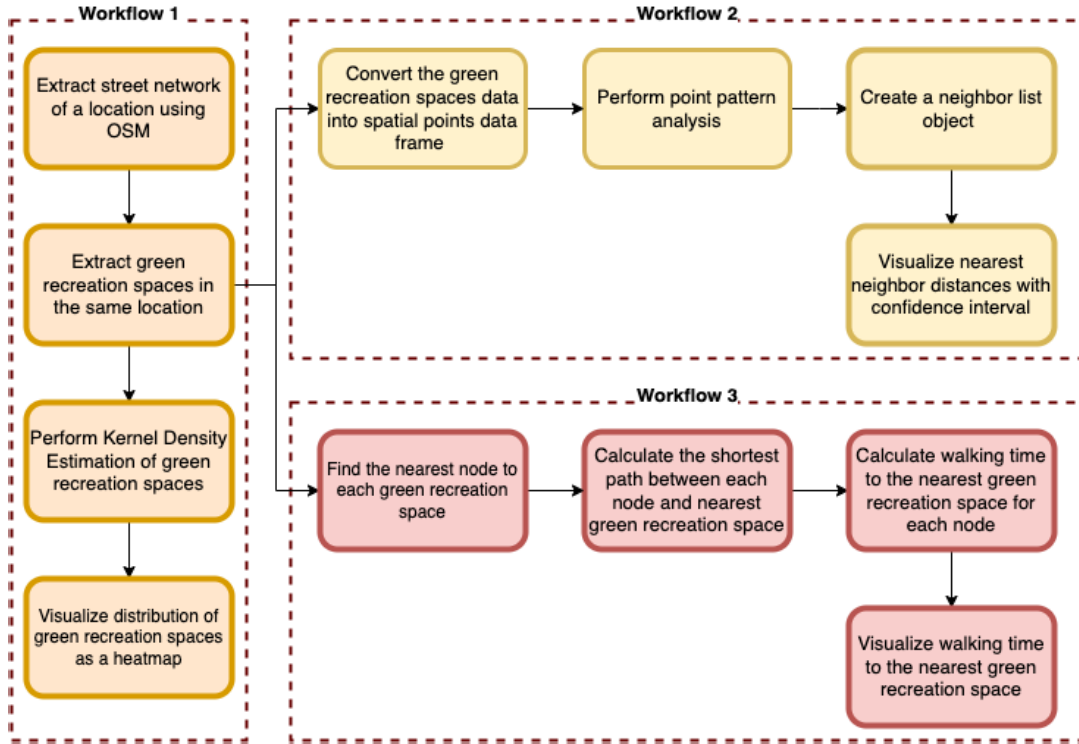 Workflow 1
Extract street network
of a location using
OSM
Extract green
recreation spaces in
the same location
Perform Kernel Density
Estimation of green
recreation spaces
Visualize distribution of
green recreation spaces
as a heatmap
Workflow 2
Convert the green
recreation spaces data
into spatial points data
frame
Perform point pattern
analysis
Create a neighbor list
object
Visualize nearest
neighbor distances with
confidence interval
Workflow 3
Find the nearest node to
each green recreation
space
Calculate the shortest
path between each
node and nearest
green recreation space
Calculate walking time
to the nearest green
recreation space for
each node
Visualize walking time
to the nearest green
recreation space